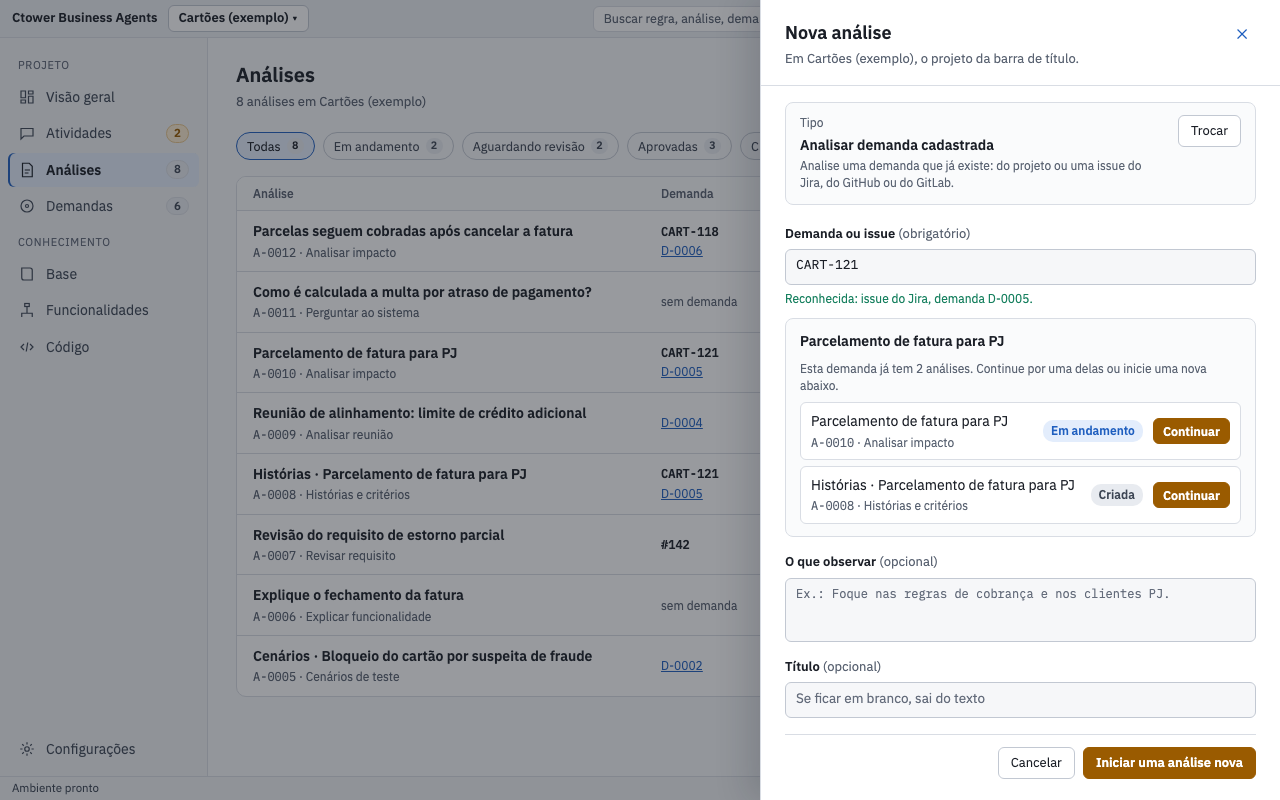 Ctower Business Agents
Cartões (exemplo) ▾
Buscar regra, análise, dema
PROJETO
Visão geral
Atividades 2
Análises 8
Demandas 6
CONHECIMENTO
Base
Funcionalidades
Código
Configurações
Ambiente pronto
Análises
8 análises em Cartões (exemplo)
Todas 8
Em andamento 2
Aguardando revisão 2
Aprovadas 3
C
Análise Demanda
Parcelas seguem cobradas após cancelar a fatura CART-118
A-0012 · Analisar impacto D-0006
Como é calculada a multa por atraso de pagamento? sem demanda
A-0011 · Perguntar ao sistema
Parcelamento de fatura para PJ CART-121
A-0010 · Analisar impacto D-0005
Reunião de alinhamento: limite de crédito adicional D-0004
A-0009 · Analisar reunião
Histórias · Parcelamento de fatura para PJ CART-121
A-0008 · Histórias e critérios D-0005
Revisão do requisito de estorno parcial #142
A-0007 · Revisar requisito
Explique o fechamento da fatura sem demanda
A-0006 · Explicar funcionalidade
Cenários · Bloqueio do cartão por suspeita de fraude D-0002
A-0005 · Cenários de teste
Nova análise
Em Cartões (exemplo), o projeto da barra de título.
Tipo
Trocar
Analisar demanda cadastrada
Analise uma demanda que já existe: do projeto ou uma issue do
Jira, do GitHub ou do GitLab.
Demanda ou issue (obrigatório)
CART-121
Reconhecida: issue do Jira, demanda D-0005.
Parcelamento de fatura para PJ
Esta demanda já tem 2 análises. Continue por uma delas ou inicie uma nova
abaixo.
Parcelamento de fatura para PJ
A-0010 · Analisar impacto
Em andamento
Continuar
Histórias · Parcelamento de fatura para PJ
A-0008 · Histórias e critérios
Criada
Continuar
O que observar (opcional)
Ex.: Foque nas regras de cobrança e nos clientes PJ.
Título (opcional)
Se ficar em branco, sai do texto
Cancelar
Iniciar uma análise nova